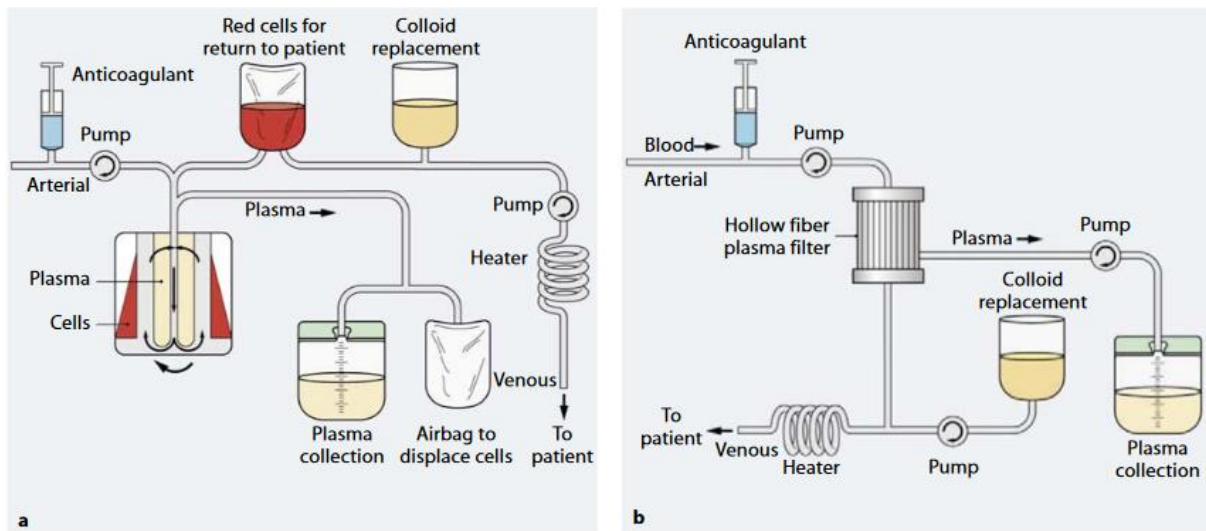 Red cells for
return to patient
Colloid
replacement
Anticoagulant
Pump
Arterial
Plasma
Pump
Heater
Plasma
Cells
Venous
Plasma
collection
Airbag to
displace cells
To
patient
a
Anticoagulant
Blood
Pump
Arterial
Hollow fiber
plasma filter
Plasma
Pump
Colloid
replacement
To
patient
Venous
Heater
Pump
Plasma
collection
b